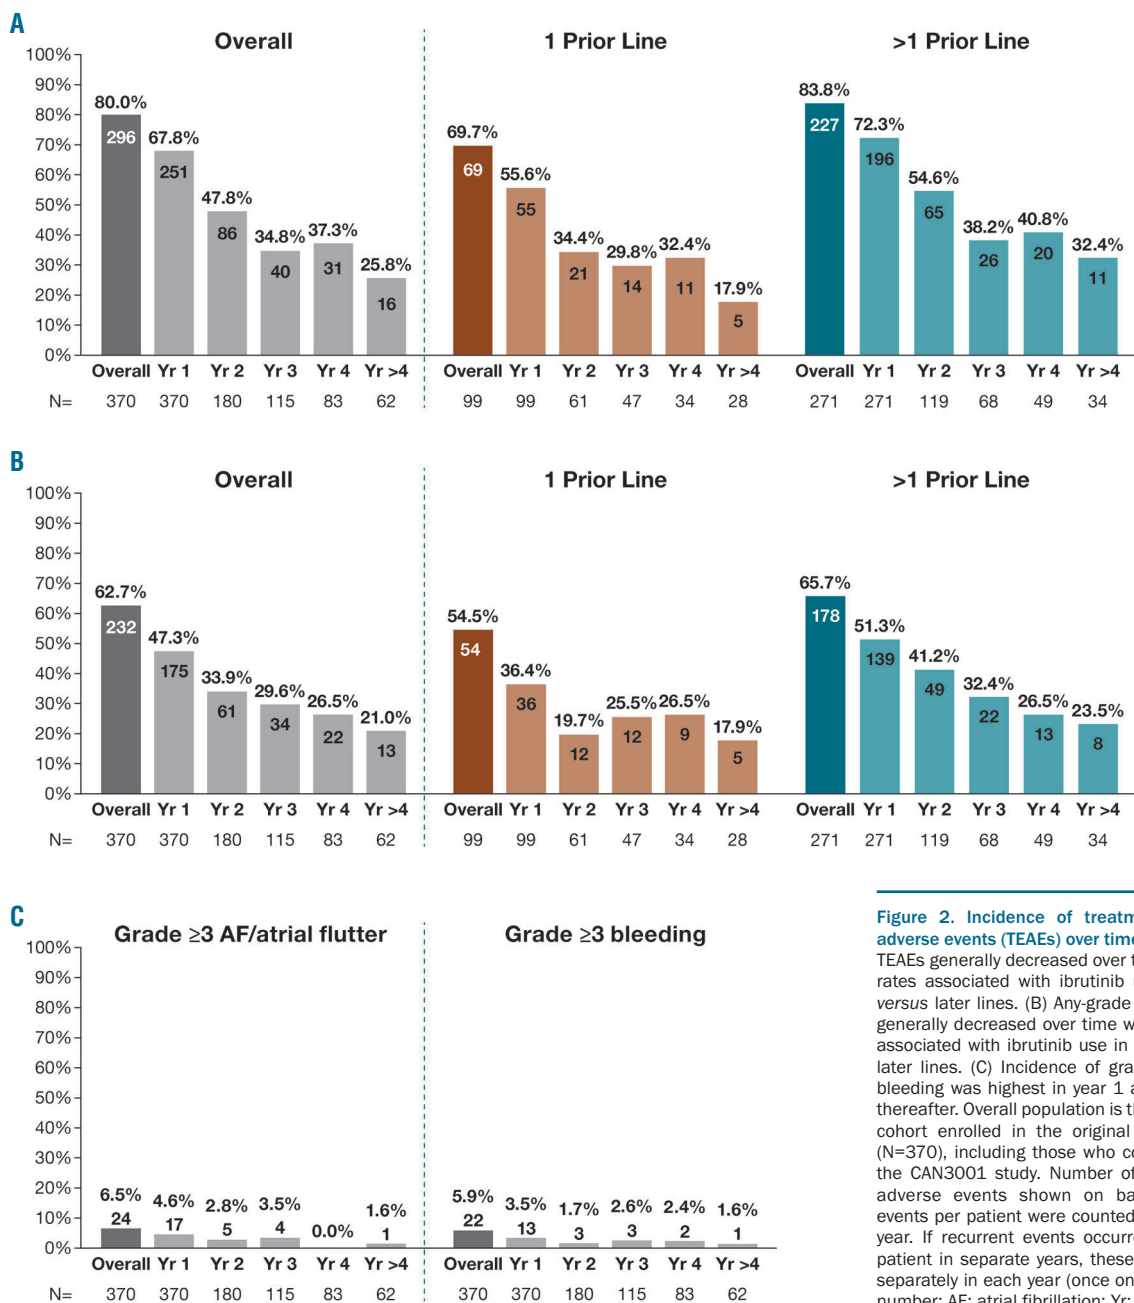 A
Overall
1 Prior Line
>1 Prior Line
100%
90%
80%
70%
60%
50%
40%
30%
20%
10%
0%
80.0% 67.8% 47.8% 34.8% 37.3% 25.8%
296 251 86 40 31 16
69.7% 55.6% 34.4% 29.8% 32.4% 17.9%
69 55 21 14 11 5
83.8% 72.3% 54.6% 38.2% 40.8% 32.4%
227 196 65 26 20 11
Overall Yr 1 Yr 2 Yr 3 Yr 4 Yr >4 Overall Yr 1 Yr 2 Yr 3 Yr 4 Yr >4 Overall Yr 1 Yr 2 Yr 3 Yr 4 Yr >4
N= 370 370 180 115 83 62 99 99 61 47 34 28 271 271 119 68 49 34
B
Overall
1 Prior Line
>1 Prior Line
100%
90%
80%
70%
60%
50%
40%
30%
20%
10%
0%
62.7% 47.3% 33.9% 29.6% 26.5% 21.0%
232 175 61 34 22 13
54.5% 36.4% 19.7% 25.5% 26.5% 17.9%
54 36 12 12 9 5
65.7% 51.3% 41.2% 32.4% 26.5% 23.5%
178 139 49 22 13 8
Overall Yr 1 Yr 2 Yr 3 Yr 4 Yr >4 Overall Yr 1 Yr 2 Yr 3 Yr 4 Yr >4 Overall Yr 1 Yr 2 Yr 3 Yr 4 Yr >4
N= 370 370 180 115 83 62 99 99 61 47 34 28 271 271 119 68 49 34
C
Grade ≥3 AF/atrial flutter
Grade ≥3 bleeding
100%
90%
80%
70%
60%
50%
40%
30%
20%
10%
0%
6.5% 4.6% 2.8% 3.5% 0.0% 1.6%
24 17 5 4 1
5.9% 3.5% 1.7% 2.6% 2.4% 1.6%
22 13 3 3 2 1
Overall Yr 1 Yr 2 Yr 3 Yr 4 Yr >4 Overall Yr 1 Yr 2 Yr 3 Yr 4 Yr >4
N= 370 370 180 115 83 62 370 370 180 115 83 62
Figure 2. Incidence of treatm
adverse events (TEAEs) over time
TEAEs generally decreased over t
rates associated with ibrutinib
versus later lines. (B) Any-grade
generally decreased over time w
associated with ibrutinib use in
later lines. (C) Incidence of gra
bleeding was highest in year 1 a
thereafter. Overall population is th
cohort enrolled in the original
(N=370), including those who co
the CAN3001 study. Number of
adverse events shown on ba
events per patient were counted
year. If recurrent events occurr
patient in separate years, these
separately in each year (once on
number; AF: atrial fibrillation; Yr: